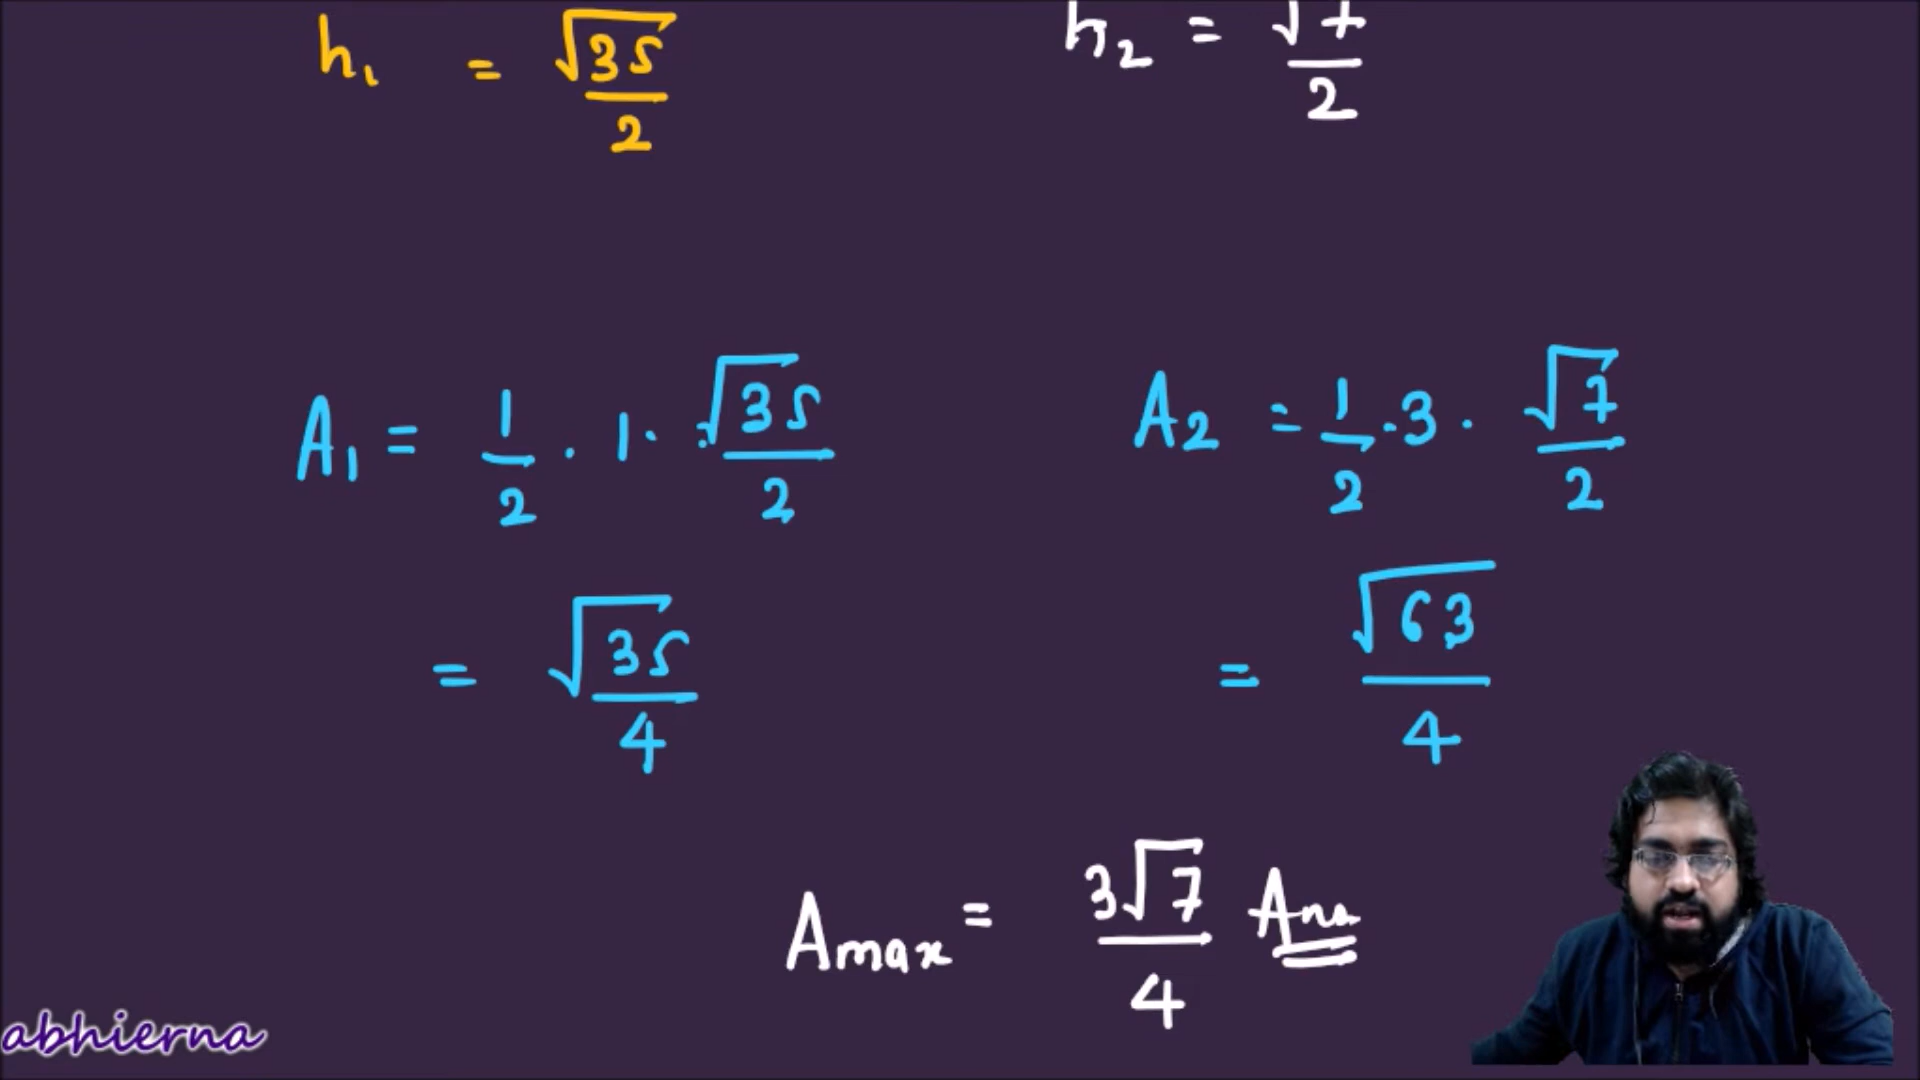 h₁ = √35/2
h₂ = √7/2
A₁ = 1/2 · 1 · √35/2
A₂ = 1/2 · 3 · √7/2
= √35/4
= √63/4
Amax = 3√7/4 Ans
abhierna